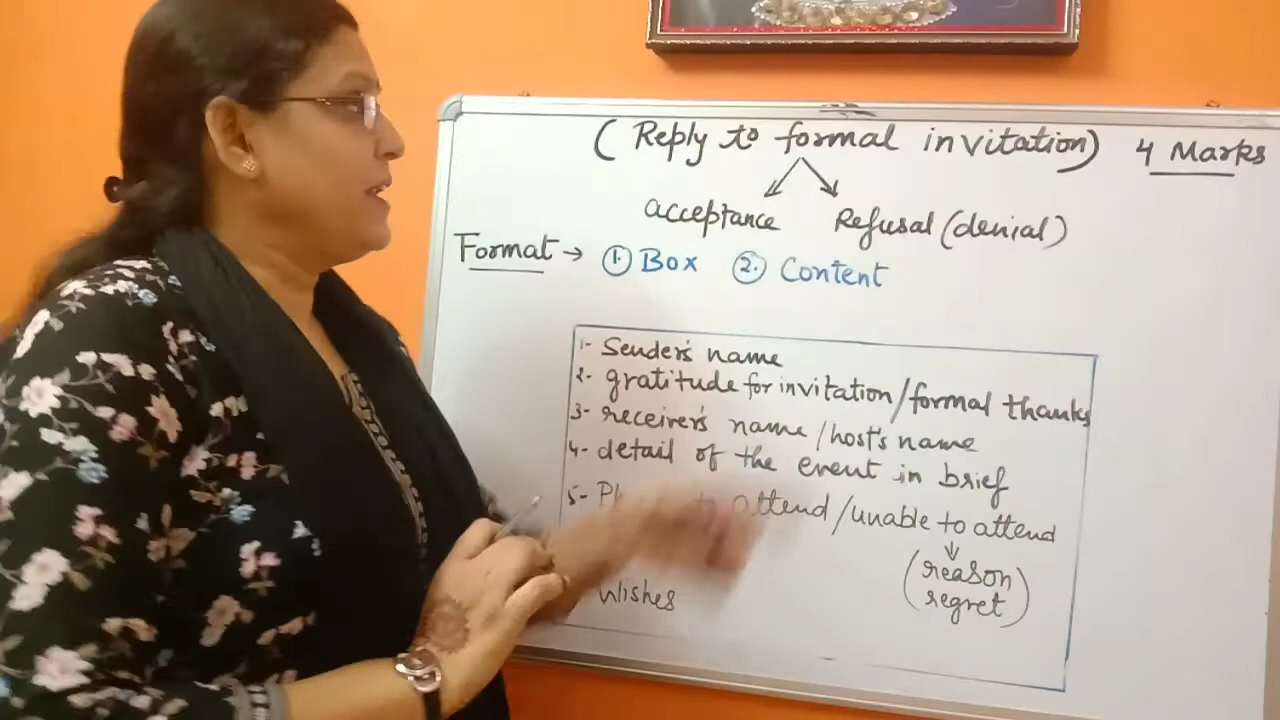 (Reply to formal invitation) 4 Marks
acceptance Refusal (denial)
Format → ① Box ② Content
1- Sender's name
2- gratitude for invitation/formal thanks
3- receiver's name/host's name
4- detail of the event in brief
5- to attend/unable to attend
(reason
regret)
wishes